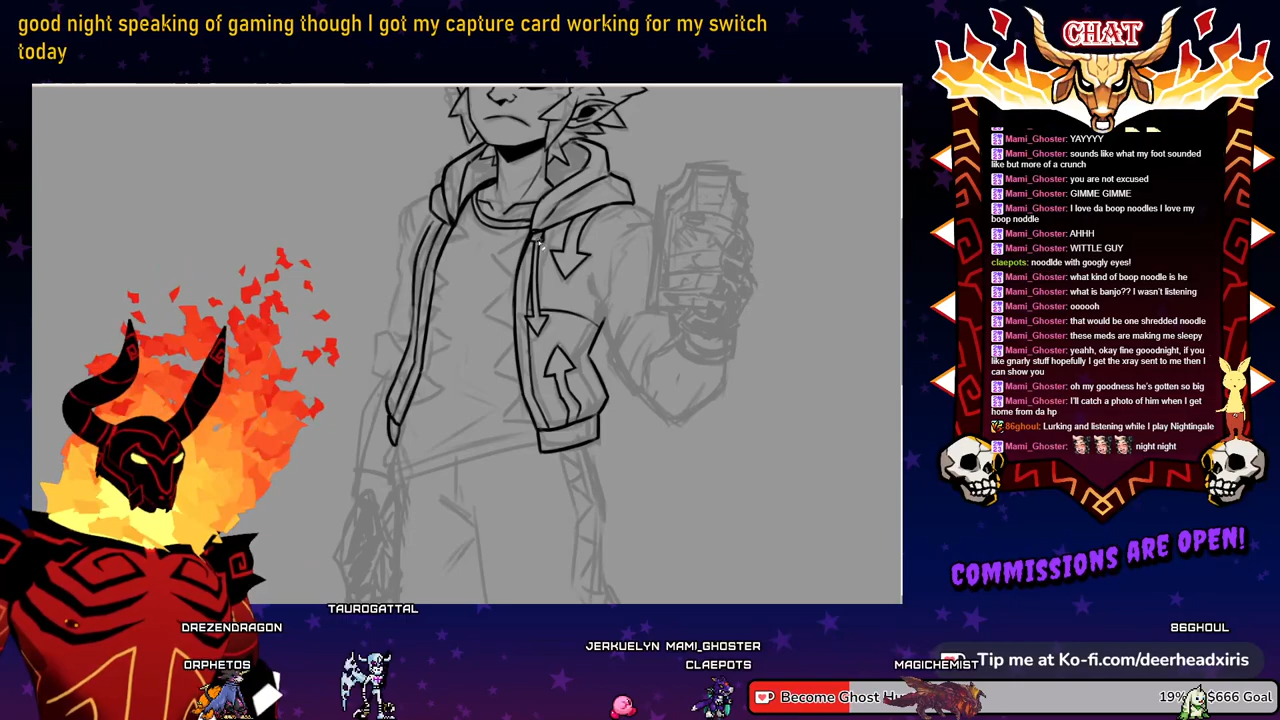 good night speaking of gaming though I got my capture card working for my switch
today
CHAT
Mami_Ghoster: YAYYYY
Mami_Ghoster: sounds like what my foot sounded
like but more of a crunch
Mami_Ghoster: you are not excused
Mami_Ghoster: GIMME GIMME
Mami_Ghoster: I love da boop noodles I love my
boop noddle
Mami_Ghoster: AHHH
Mami_Ghoster: WITTLE GUY
claepots: noodlde with googly eyes!
Mami_Ghoster: what kind of boop noodle is he
Mami_Ghoster: what is banjo?? I wasn't listening
Mami_Ghoster: oooooh
Mami_Ghoster: that would be one shredded noodle
Mami_Ghoster: these meds are making me sleepy
Mami_Ghoster: yeahh, okay fine gooodnight, if you
like gnarly stuff hopefully I get the xray sent to me then I
can show you
Mami_Ghoster: oh my goodness he's gotten so big
Mami_Ghoster: I'll catch a photo of him when I get
home from da hp
86ghoul: Lurking and listening while I play Nightingale
Mami_Ghoster: night night
COMMISSIONS ARE OPEN!
TAUROGATTAL
DREZENDRAGON
86GHOUL
JERKUELYN MAMI_GHOSTER
ORPHETOS
CLAEPOTS
MAGICHEMIST
Tip me at Ko-fi.com/deerheadxiris
Become Ghost
19%
$666 Goal